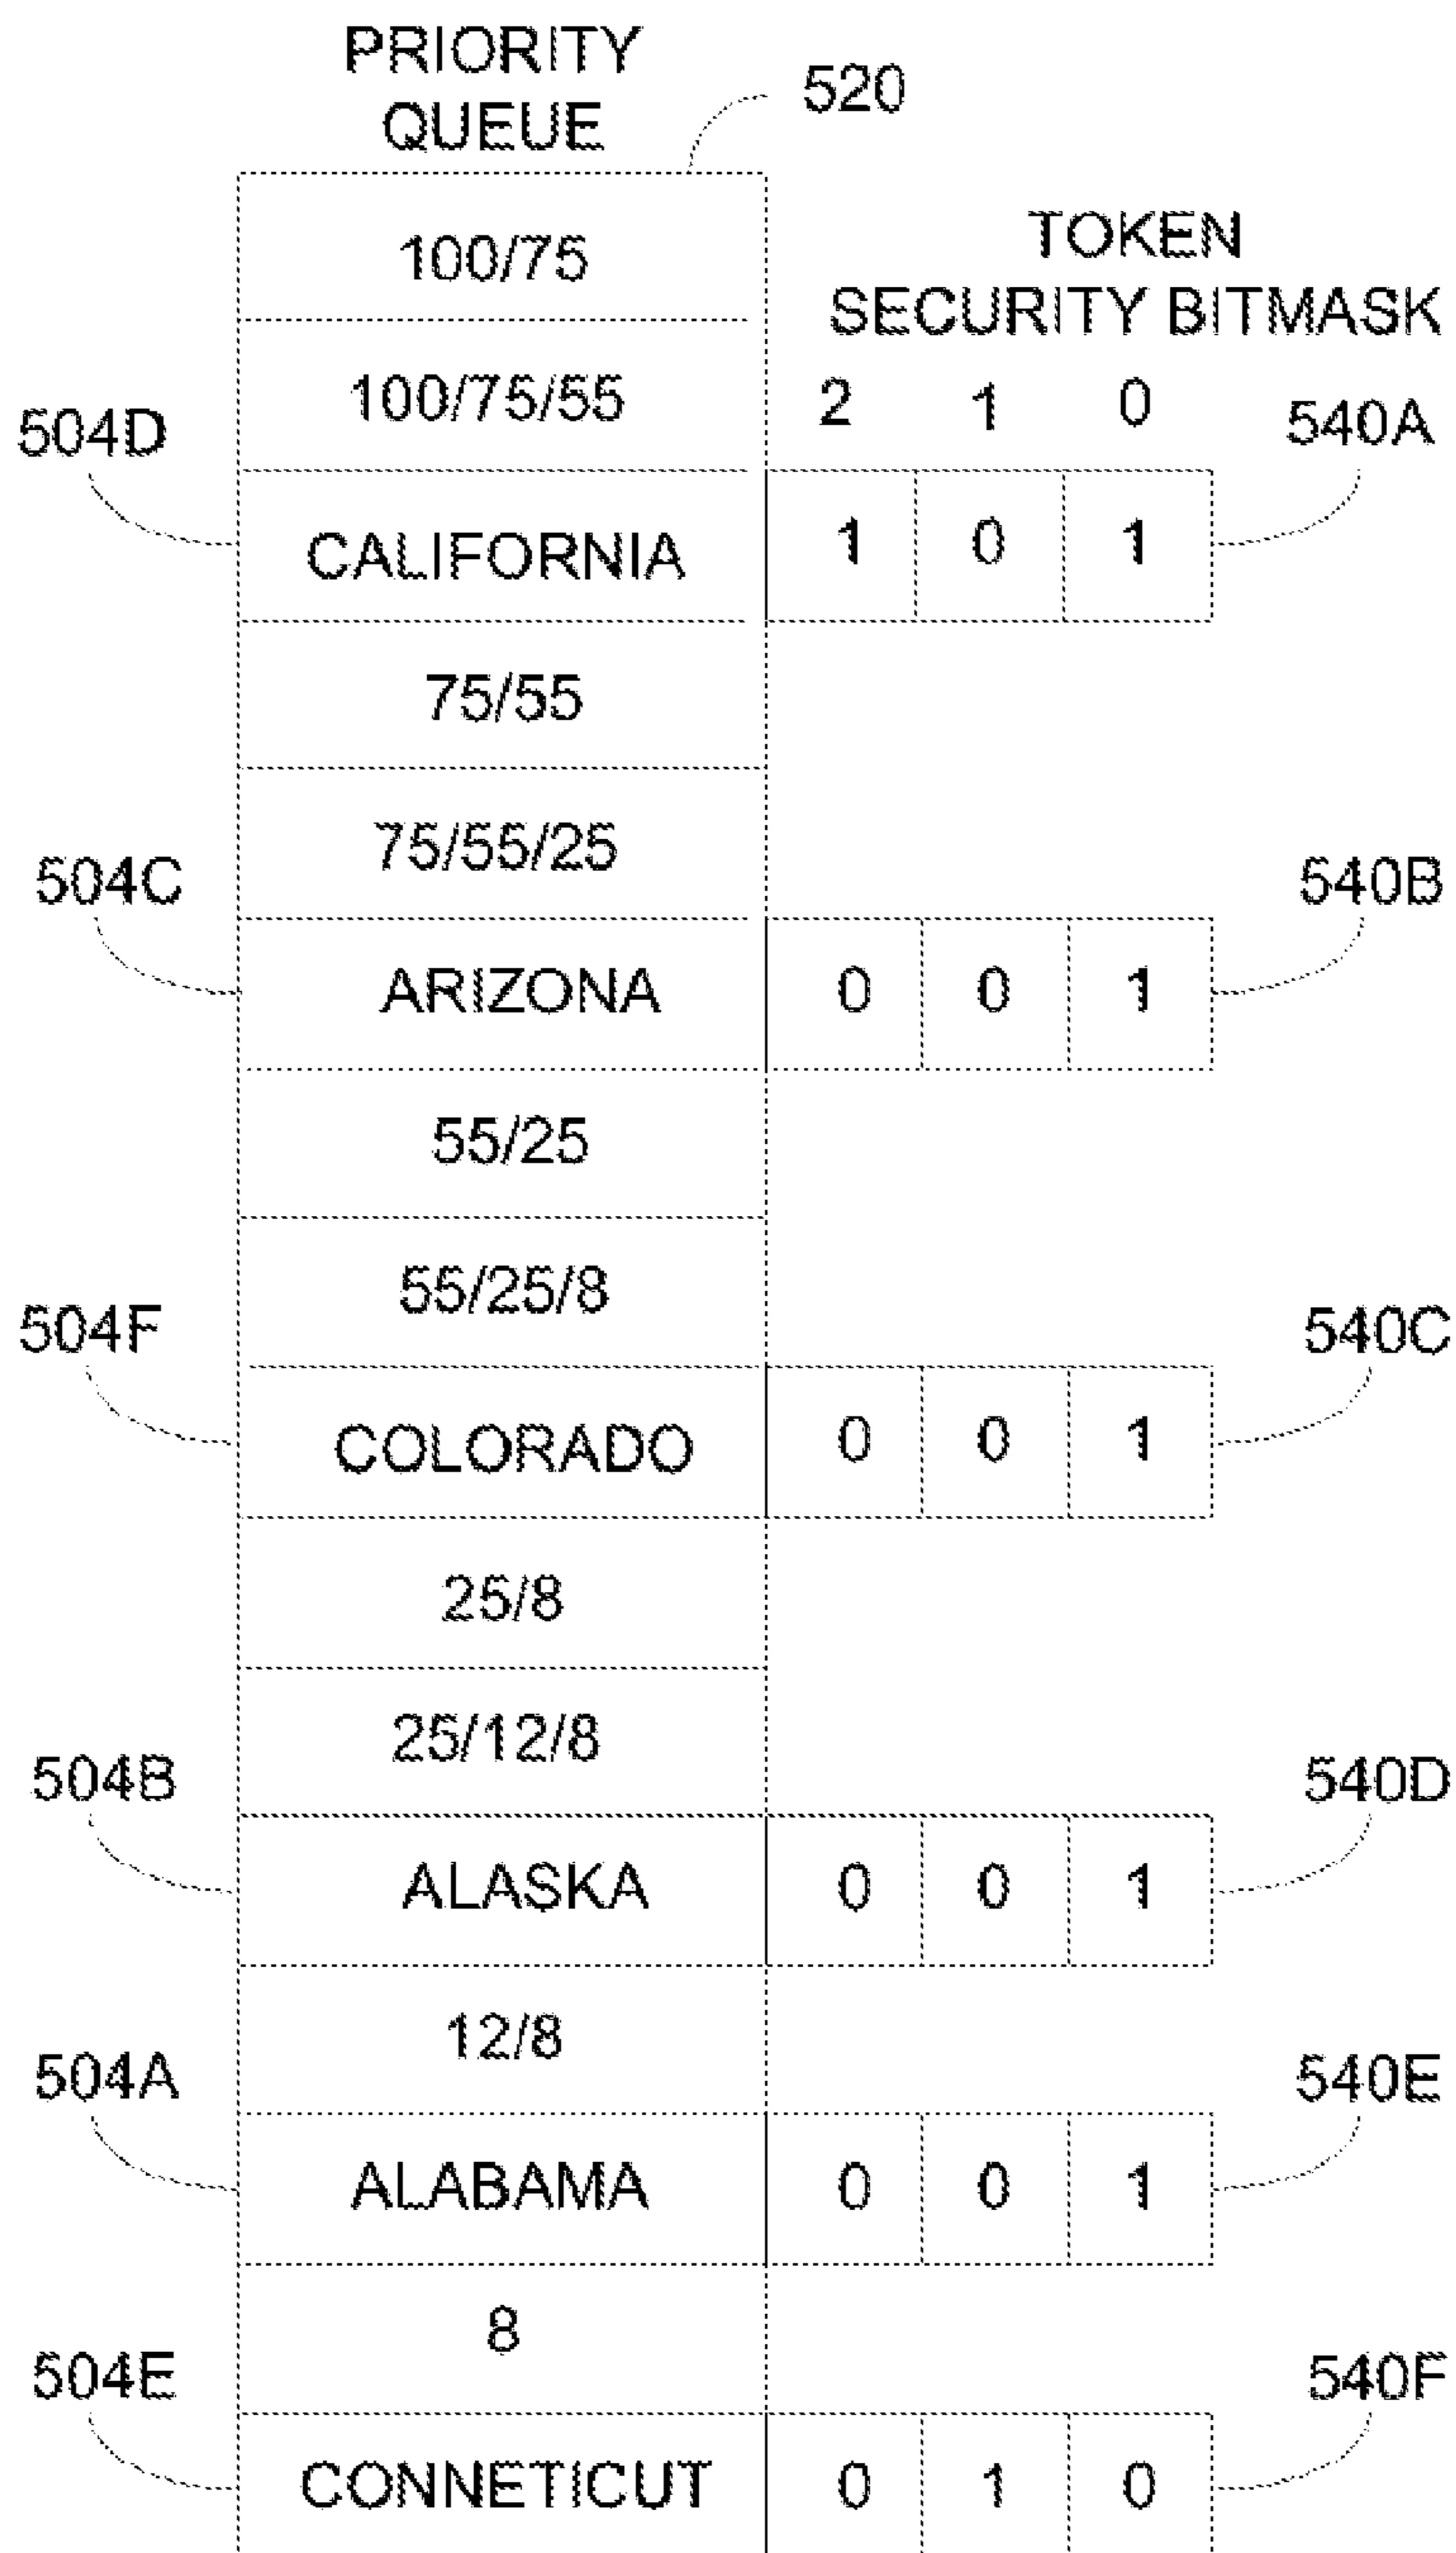 PRIORITY
QUEUE
520
100/75
TOKEN
SECURITY BITMASK
100/75/55
2 1 0
504D
540A
CALIFORNIA 1 0 1
75/55
75/55/25
504C
540B
ARIZONA 0 0 1
55/25
55/25/8
504F
540C
COLORADO 0 0 1
25/8
25/12/8
504B
540D
ALASKA 0 0 1
12/8
504A
540E
ALABAMA 0 0 1
8
504E
540F
CONNETICUT 0 1 0